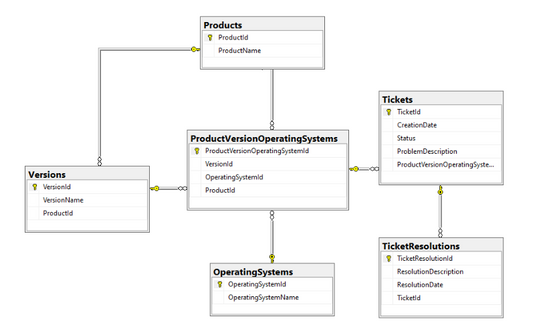 Products
ProductId
ProductName
Tickets
TicketId
CreationDate
Status
ProblemDescription
ProductVersionOperatingSyste...
ProductVersionOperatingSystems
ProductVersionOperatingSystemId
VersionId
OperatingSystemId
ProductId
Versions
VersionId
VersionName
ProductId
TicketResolutions
TicketResolutionId
ResolutionDescription
ResolutionDate
TicketId
OperatingSystems
OperatingSystemId
OperatingSystemName